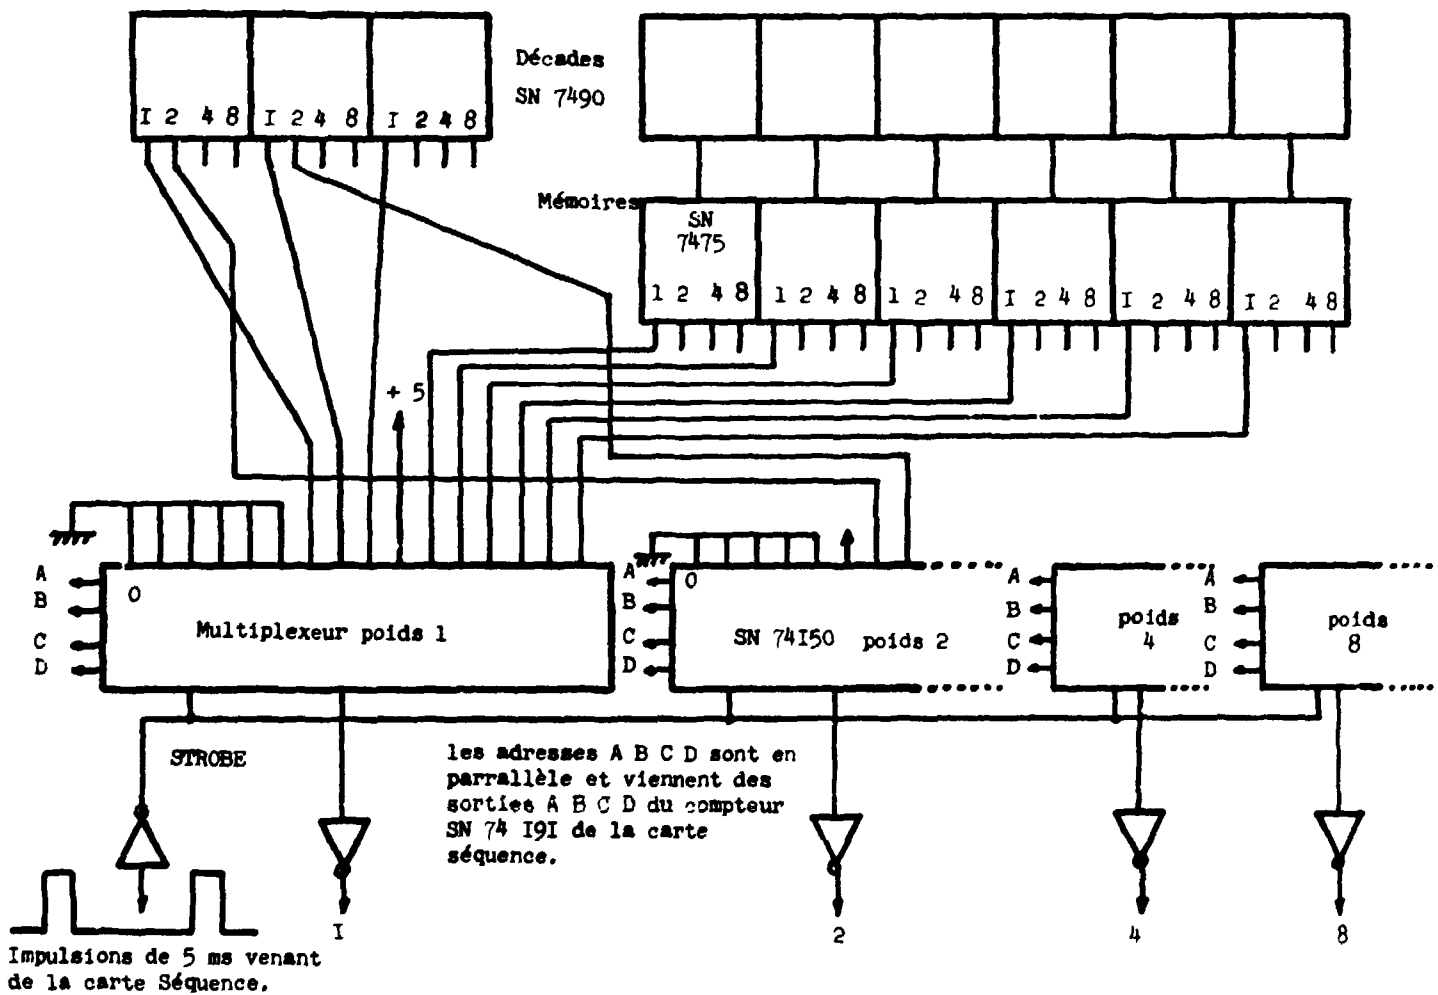 Décades
SN 7490
I 2 4 8 I 2 4 8 I 2 4 8
Mémoires
SN
7475
1 2 4 8 1 2 4 8 1 2 4 8 I 2 4 8 I 2 4 8 I 2 4 8
+ 5
A
B
C
D
O
Multiplexeur poids 1
A
B
C
D
O
SN 74I50 poids 2
A
B
C
D
poids
4
A
B
C
D
poids
8
STROBE
les adresses A B C D sont en
parrallèle et viennent des
sorties A B C D du compteur
SN 74 I9I de la carte
séquence.
I
2
4
8
Impulsions de 5 ms venant
de la carte Séquence.